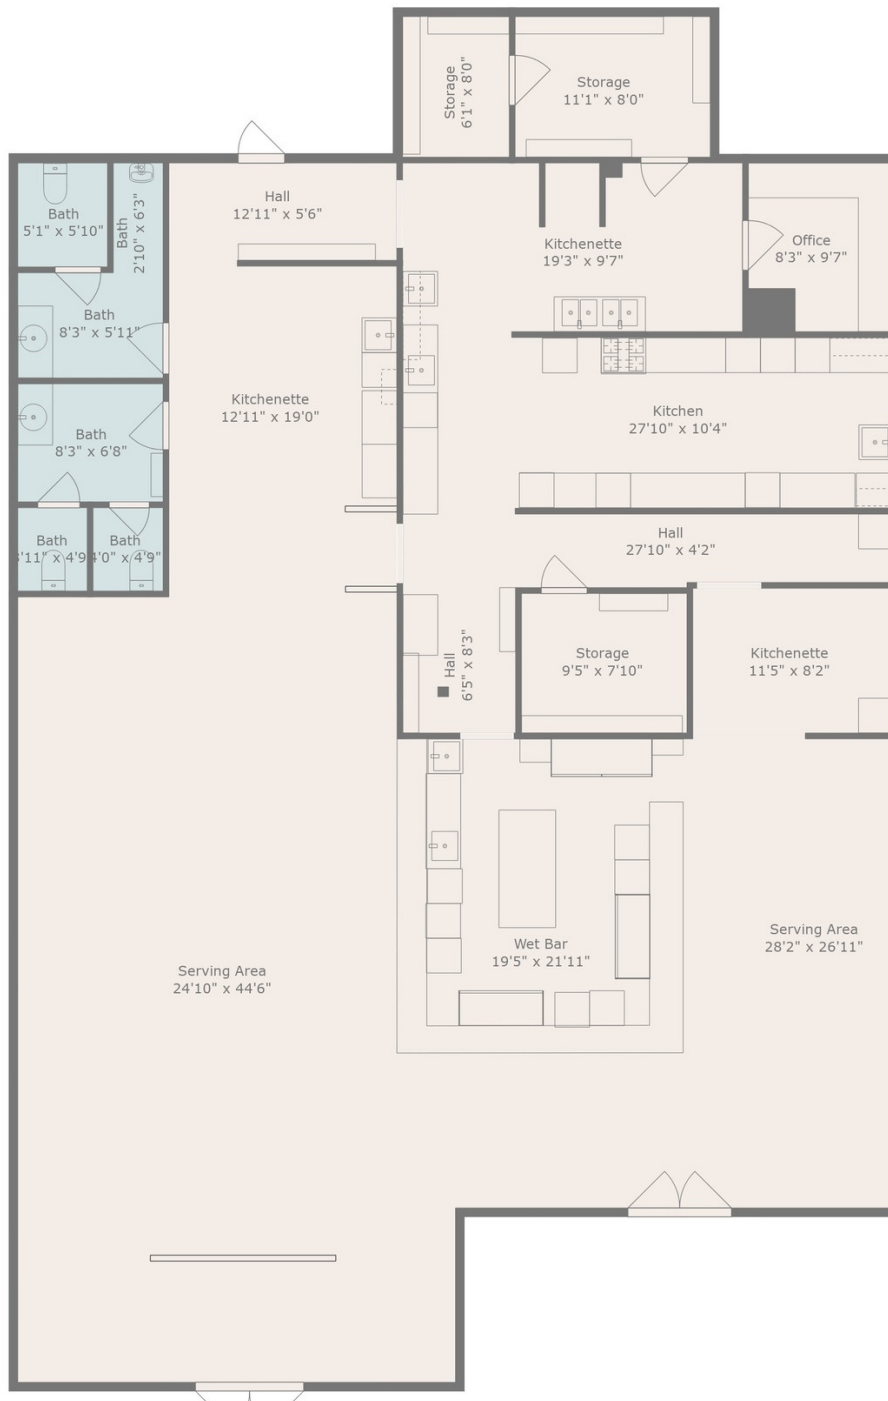 Storage
6'1" x 8'0"
Storage
11'1" x 8'0"
Bath
5'1" x 5'10"
Bath
2'10" x 6'3"
Hall
12'11" x 5'6"
Kitchenette
19'3" x 9'7"
Office
8'3" x 9'7"
Bath
8'3" x 5'11"
Kitchenette
12'11" x 19'0"
Kitchen
27'10" x 10'4"
Bath
8'3" x 6'8"
Bath
'11" x 4'9
Bath
4'0" x 4'9"
Hall
27'10" x 4'2"
Hall
6'5" x 8'3"
Storage
9'5" x 7'10"
Kitchenette
11'5" x 8'2"
Wet Bar
19'5" x 21'11"
Serving Area
28'2" x 26'11"
Serving Area
24'10" x 44'6"